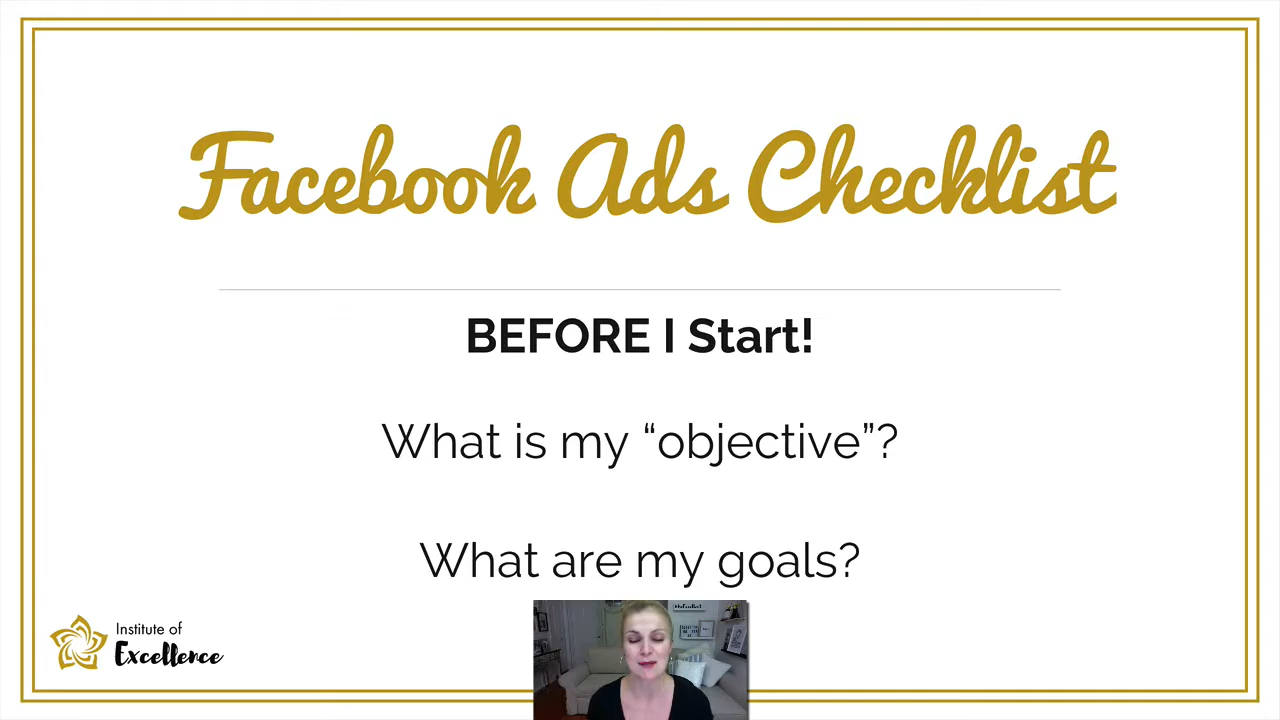 Facebook Ads Checklist
BEFORE I Start!
What is my “objective”?
What are my goals?
Institute of
Excellence